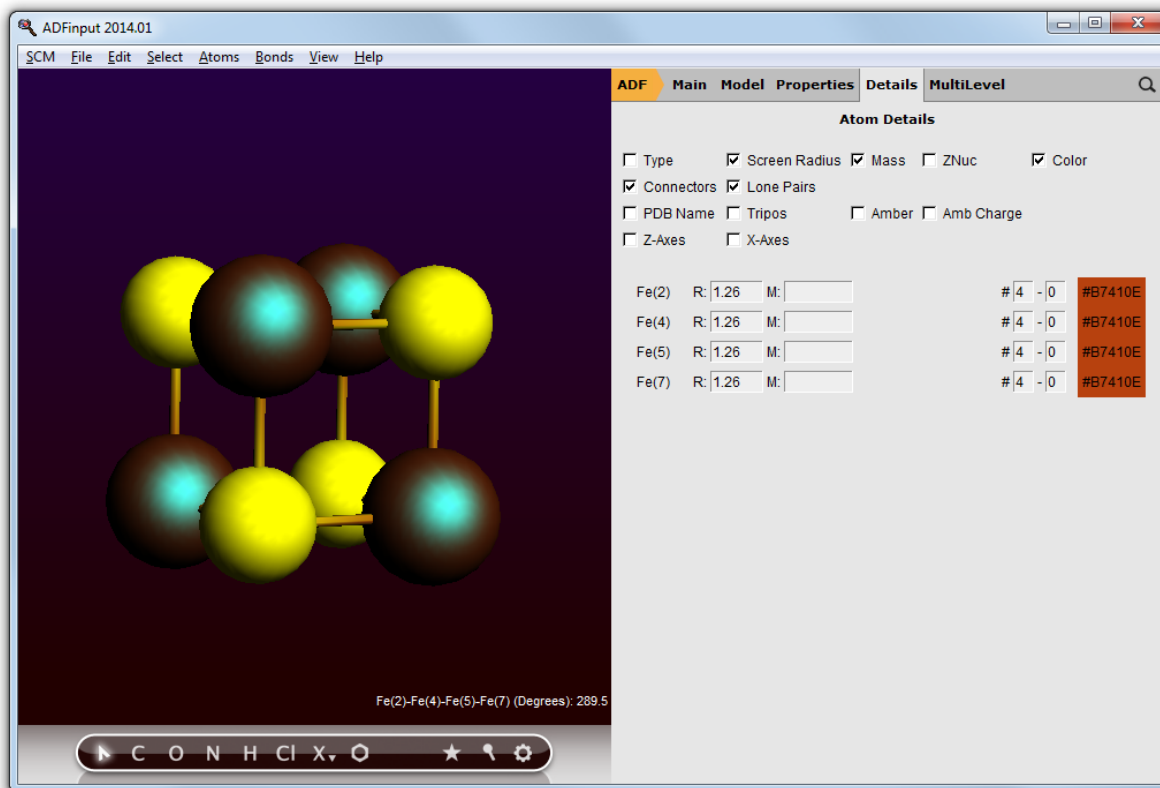 ADFinput 2014.01
SCM File Edit Select Atoms Bonds View Help
ADF Main Model Properties Details MultiLevel
Atom Details
Type Screen Radius Mass ZNuc Color
Connectors Lone Pairs
PDB Name Tripos Amber Amb Charge
Z-Axes X-Axes
Fe(2) R: 1.26 M: # 4 - 0 #B7410E
Fe(4) R: 1.26 M: # 4 - 0 #B7410E
Fe(5) R: 1.26 M: # 4 - 0 #B7410E
Fe(7) R: 1.26 M: # 4 - 0 #B7410E
Fe(2)-Fe(4)-Fe(5)-Fe(7) (Degrees): 289.5
C O N H Cl X